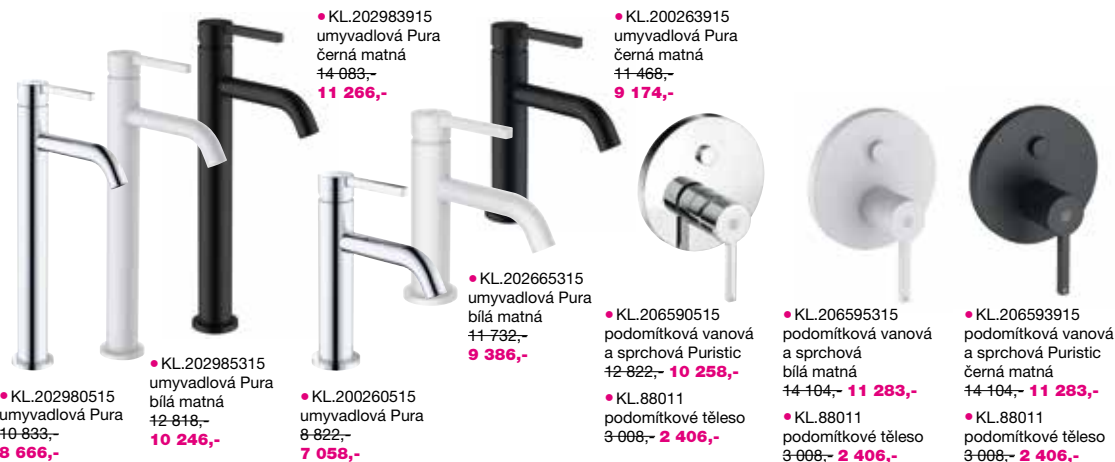 • KL.202983915
umyvadlová Pura
černá matná
14 083,-
11 266,-
• KL.200263915
umyvadlová Pura
černá matná
11 468,-
9 174,-
• KL.202665315
umyvadlová Pura
bílá matná
11 732,-
9 386,-
• KL.202985315
umyvadlová Pura
bílá matná
12 818,-
10 246,-
• KL.202980515
umyvadlová Pura
10 833,-
8 666,-
• KL.200260515
umyvadlová Pura
8 822,-
7 058,-
• KL.206590515
podomítková vanová
a sprchová Puristic
12 822,- 10 258,-
• KL.88011
podomítkové těleso
3 008,- 2 406,-
• KL.206595315
podomítková vanová
a sprchová
bílá matná
14 104,- 11 283,-
• KL.88011
podomítkové těleso
3 008,- 2 406,-
• KL.206593915
podomítková vanová
a sprchová Puristic
černá matná
14 104,- 11 283,-
• KL.88011
podomítkové těleso
3 008,- 2 406,-